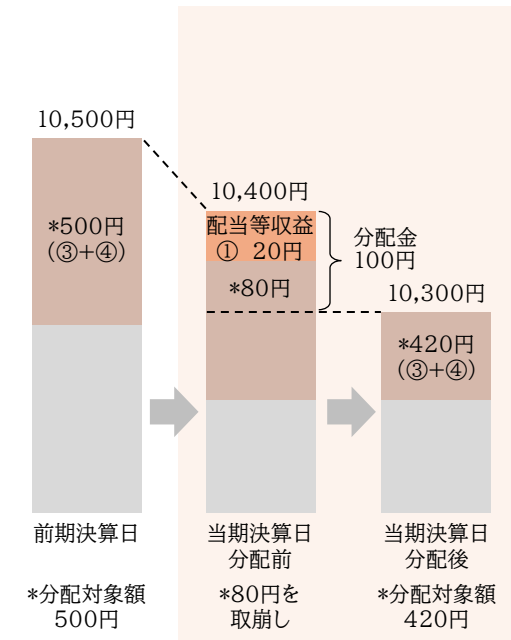 10,500円
*500円
(③+④)
前期決算日
*分配対象額
500円
10,400円
配当等収益
① 20円
*80円
分配金
100円
当期決算日
分配前
*80円を
取崩し
10,300円
*420円
(③+④)
当期決算日
分配後
*分配対象額
420円